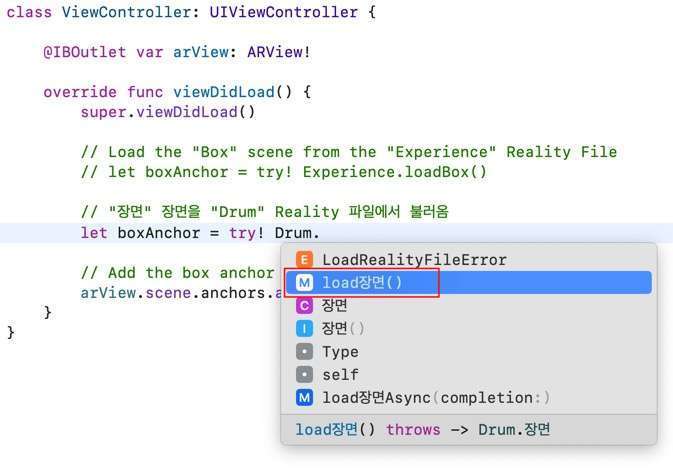 class ViewController: UIViewController {
@IBOutlet var arView: ARView!
override func viewDidLoad() {
super.viewDidLoad()
// Load the "Box" scene from the "Experience" Reality File
// let boxAnchor = try! Experience.loadBox()
// "장면" 장면을 "Drum" Reality 파일에서 불러옴
let boxAnchor = try! Drum.
E LoadRealityFileError
// Add the box anchor
M load장면()
arView.scene.anchors.a
C 장면
}
I 장면()
}
Type
self
M load장면Async(completion:)
load장면() throws -> Drum.장면